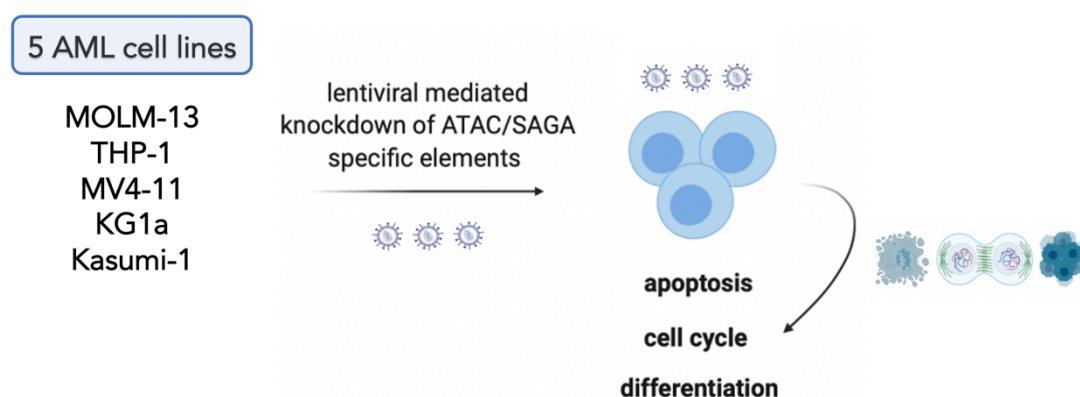 5 AML cell lines
MOLM-13
THP-1
MV4-11
KG1a
Kasumi-1
lentiviral mediated
knockdown of ATAC/SAGA
specific elements
apoptosis
cell cycle
differentiation